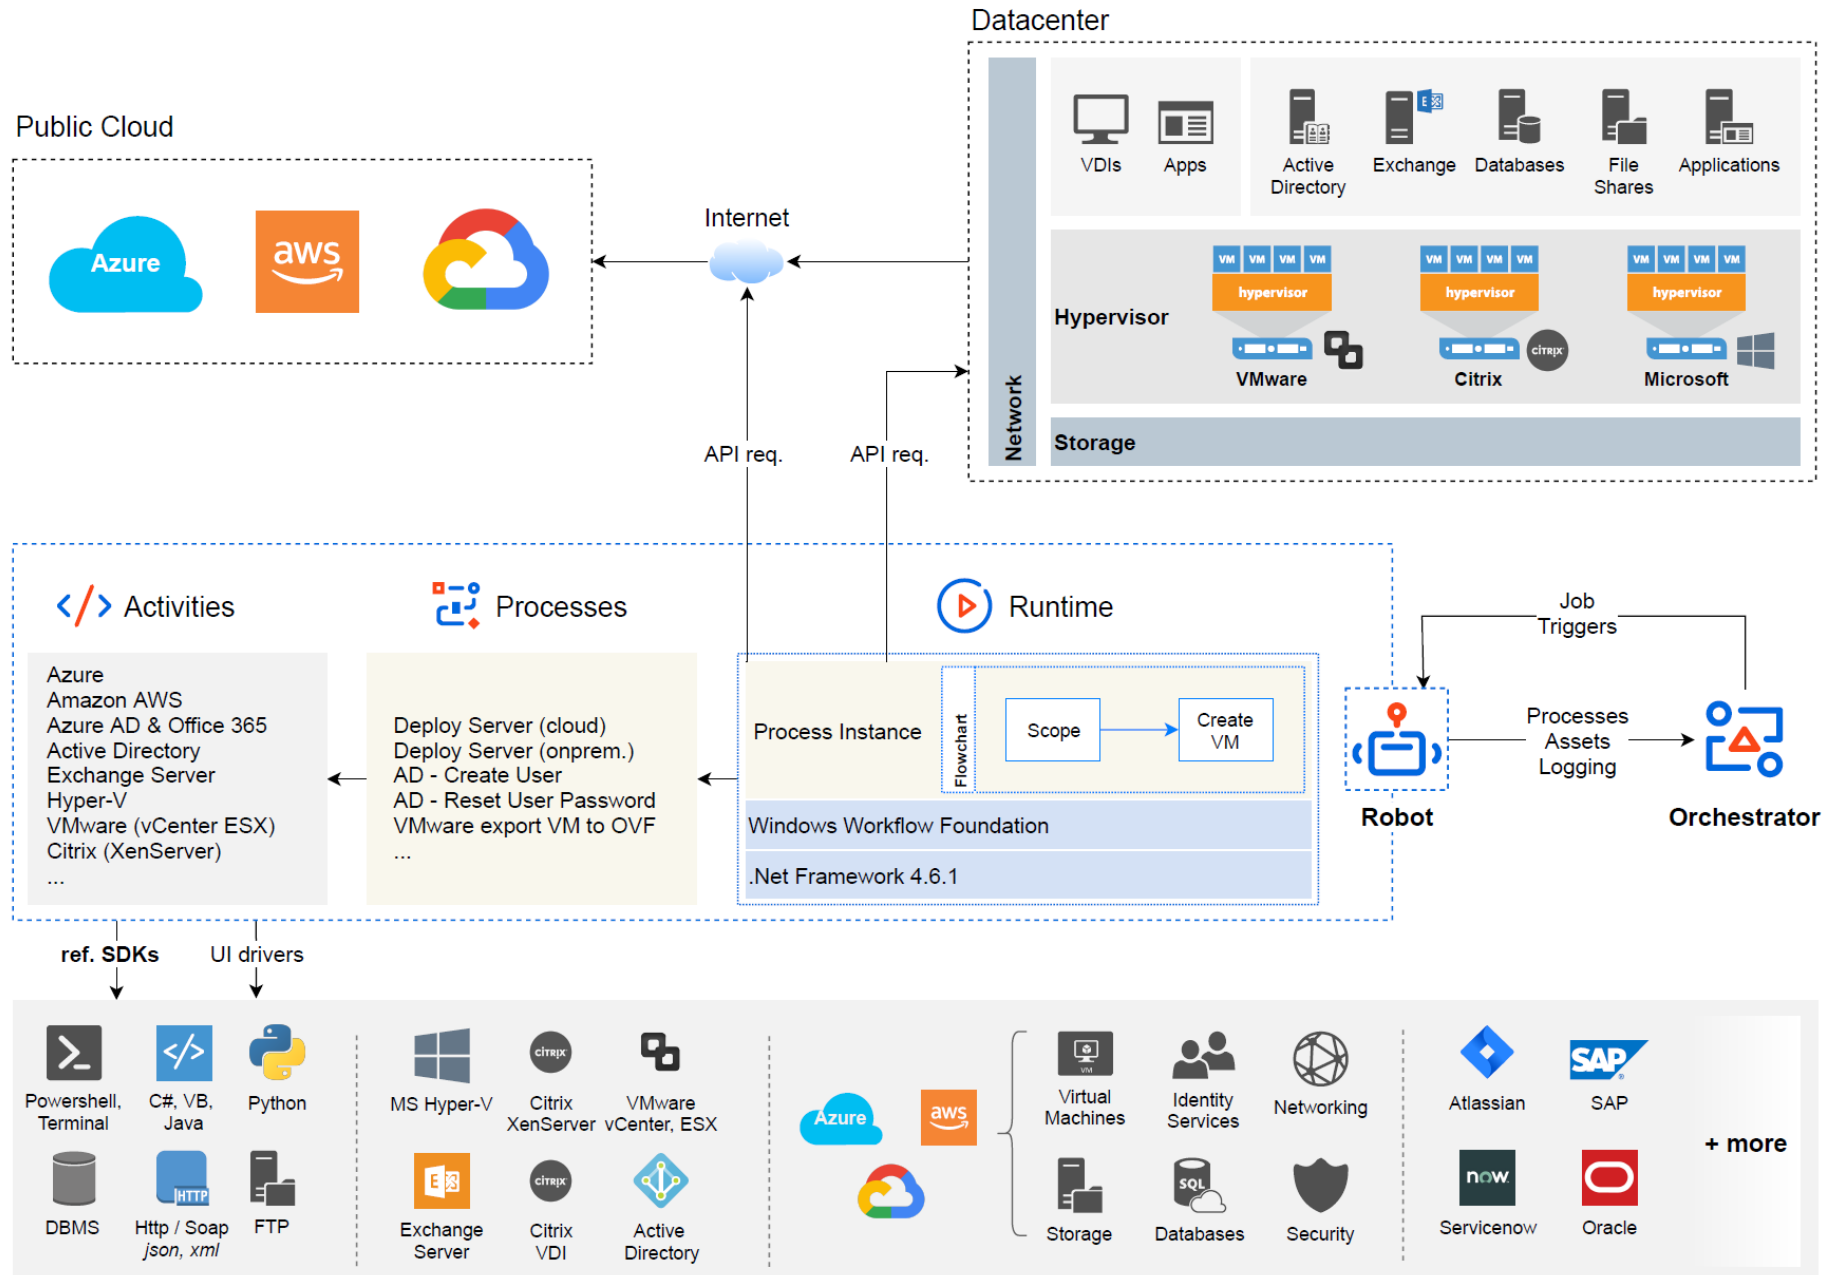 Datacenter
Public Cloud
Azure
aws
Internet
Network
VDIs
Apps
Active
Directory
Exchange
Databases
File
Shares
Applications
Hypervisor
VM VM VM VM
hypervisor
VMware
VM VM VM VM
hypervisor
CİTRIX
Citrix
VM VM VM VM
hypervisor
Microsoft
Storage
API req.
API req.
Activities
Azure
Amazon AWS
Azure AD & Office 365
Active Directory
Exchange Server
Hyper-V
VMware (vCenter ESX)
Citrix (XenServer)
...
Processes
Deploy Server (cloud)
Deploy Server (onprem.)
AD - Create User
AD - Reset User Password
VMware export VM to OVF
...
Runtime
Process Instance
Flowchart
Scope
Create
VM
Windows Workflow Foundation
.Net Framework 4.6.1
Job
Triggers
Processes
Assets
Logging
Robot
Orchestrator
ref. SDKs
UI drivers
Powershell,
Terminal
C#, VB,
Java
Python
DBMS
HTTP
Http / Soap
json, xml
FTP
MS Hyper-V
CİTRIX
Citrix
XenServer
VMware
vCenter, ESX
Exchange
Server
CİTRIX
Citrix
VDI
Active
Directory
Azure
aws
VM
Virtual
Machines
Identity
Services
Networking
Storage
SQL
Databases
Security
Atlassian
SAP
SAP
now
Servicenow
Oracle
+ more